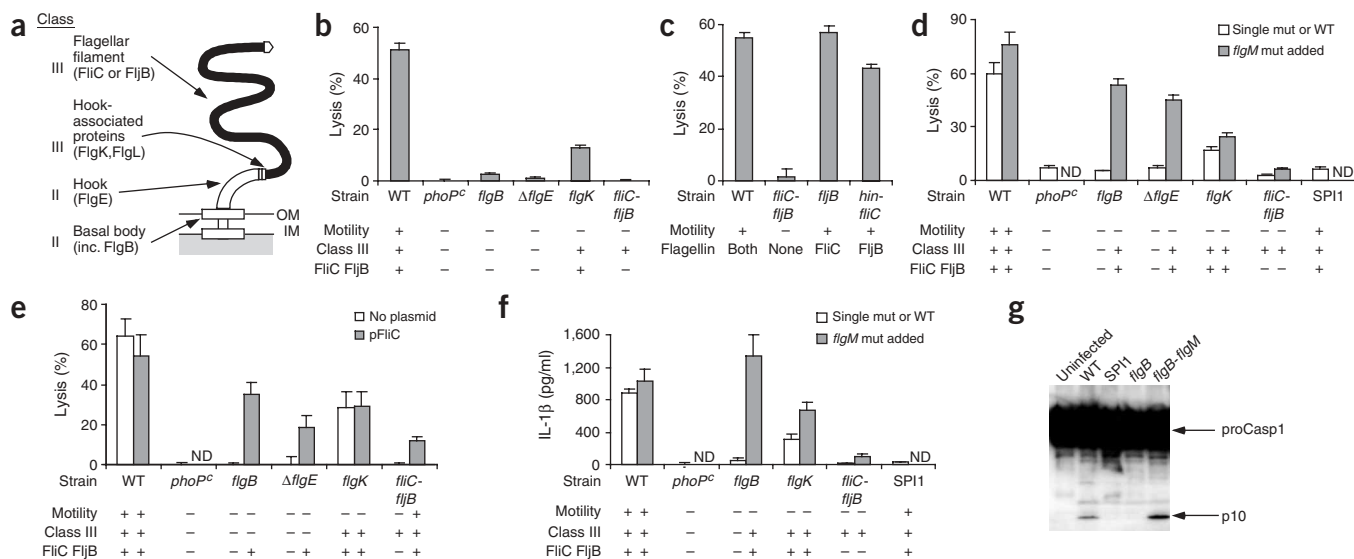 a
Class
III
Flagellar
filament
(FliC or FljB)
III
Hook-
associated
proteins
(FlgK,FlgL)
II
Hook
(FlgE)
II
Basal body
(inc. FlgB)
OM
IM
b
Lysis (%)
60
40
20
0
Strain WT phoPᶜ flgB ΔflgE flgK fliC-
fljB
Motility + – – – – –
Class III + – – – + +
FliC FljB + – – – + –
c
Lysis (%)
60
40
20
0
Strain WT fliC-
fljB fljB hin-
fliC
Motility + – + +
Flagellin Both None FliC FljB
d
Single mut or WT
flgM mut added
Lysis (%)
90
60
30
0
ND ND
Strain WT phoPᶜ flgB ΔflgE flgK fliC-
fljB SPI1
Motility + + – – – – – – – – – +
Class III + + – – + – + + + + + +
FliC FljB + + – – + – + + + – – +
e
No plasmid
pFliC
Lysis (%)
80
60
40
20
0
ND
Strain WT phoPᶜ flgB ΔflgE flgK fliC-
fljB
Motility + + – – – – – – – – +
Class III + + – – – – – + + + +
FliC FljB + + – – + – + + + – +
f
Single mut or WT
flgM mut added
IL-1β (pg/ml)
1,600
1,200
800
400
0
ND ND
Strain WT phoPᶜ flgB flgK fliC-
fljB SPI1
Motility + + – – – – – – – +
Class III + + – – + + + + + +
FliC FljB + + – – + + + – – +
g
Uninfected
WT
SPI1
flgB
flgB-flgM
proCasp1
p10